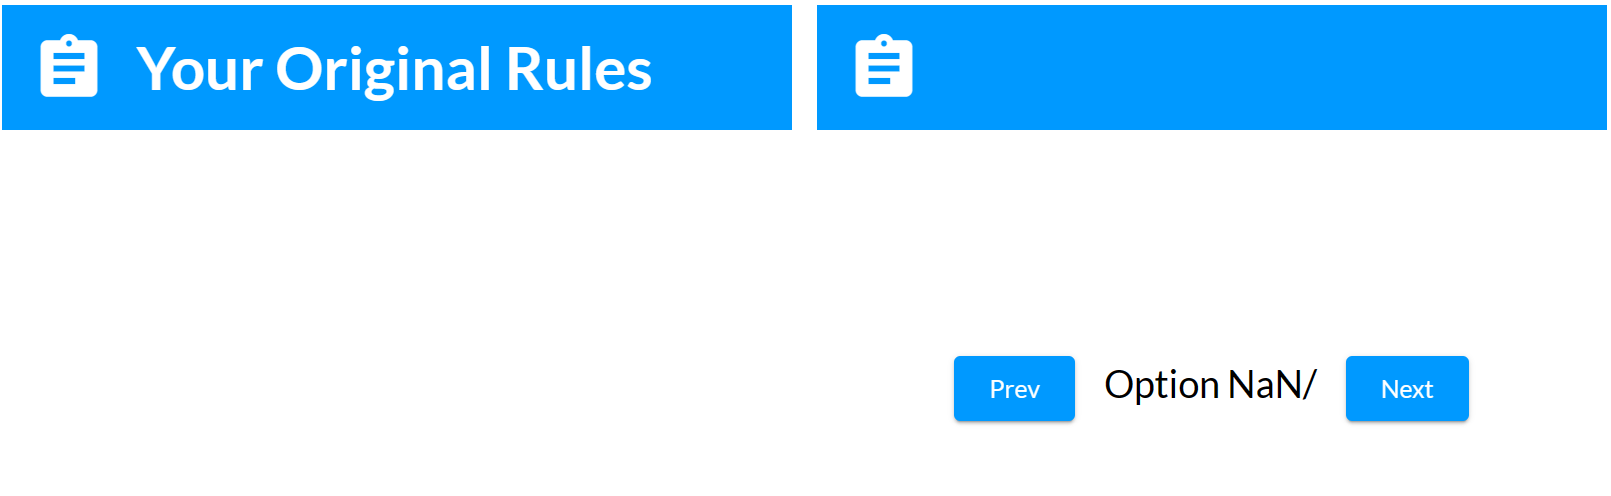 Your Original Rules
Prev
Option NaN/
Next